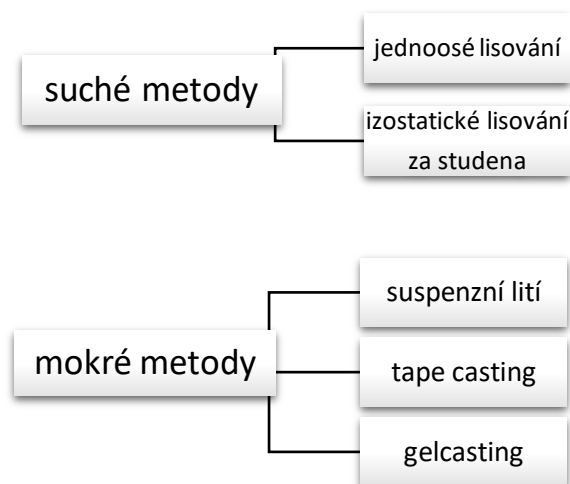 suché metody
jednoosé lisování
izostatické lisování
za studena
mokré metody
suspenzní lití
tape casting
gelcasting